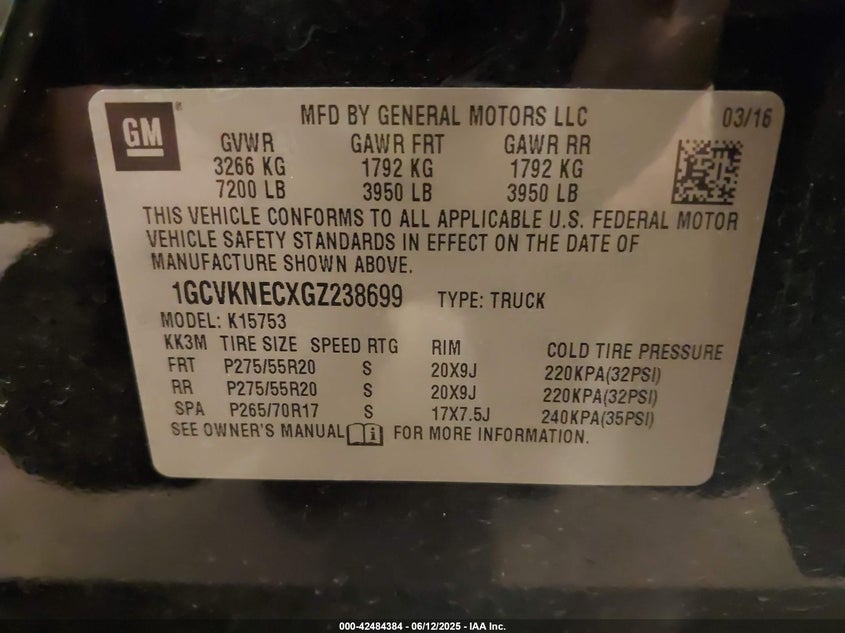 GM ® MFD BY GENERAL MOTORS LLC 03/16
GVWR GAWR FRT GAWR RR
3266 KG 1792 KG 1792 KG
7200 LB 3950 LB 3950 LB
THIS VEHICLE CONFORMS TO ALL APPLICABLE U.S. FEDERAL MOTOR
VEHICLE SAFETY STANDARDS IN EFFECT ON THE DATE OF
MANUFACTURE SHOWN ABOVE.
1GCVKNECXGZ238699 TYPE: TRUCK
MODEL: K15753
KK3M TIRE SIZE SPEED RTG RIM COLD TIRE PRESSURE
FRT P275/55R20 S 20X9J 220KPA(32PSI)
RR P275/55R20 S 20X9J 220KPA(32PSI)
SPA P265/70R17 S 17X7.5J 240KPA(35PSI)
SEE OWNER'S MANUAL i FOR MORE INFORMATION.
000-42484384 - 06/12/2025 - IAA Inc.